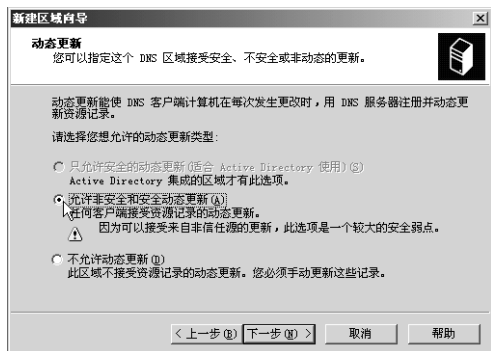 新建区域向导
动态更新
您可以指定这个 DNS 区域接受安全、不安全或非动态的更新。
动态更新能使 DNS 客户端计算机在每次发生更改时，用 DNS 服务器注册并动态更
新资源记录。
请选择您想允许的动态更新类型:
只允许安全的动态更新(适合 Active Directory 使用)(S)
Active Directory 集成的区域才有此选项。
允许非安全和安全动态更新(A)
任何客户端接受资源记录的动态更新。
因为可以接受来自非信任源的更新，此选项是一个较大的安全弱点。
不允许动态更新(D)
此区域不接受资源记录的动态更新。您必须手动更新这些记录。
< 上一步(B) 下一步(N) > 取消 帮助